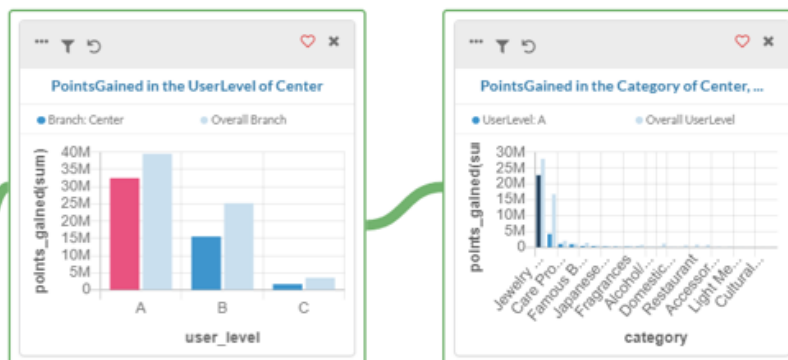 PointsGained in the UserLevel of Center
Branch: Center
Overall Branch
points_gained(sum)
40M
35M
30M
25M
20M
15M
10M
5M
0
A
B
C
user_level
PointsGained in the Category of Center, ...
UserLevel: A
Overall UserLevel
points_gained(su
30M
25M
20M
15M
10M
5M
0
Jewelry ...
Care Pro...
Famous B...
Japanese...
Fragrances
Alcohol/...
Domestic...
Restaurant
Accessor...
Light Me...
Cultural...
category